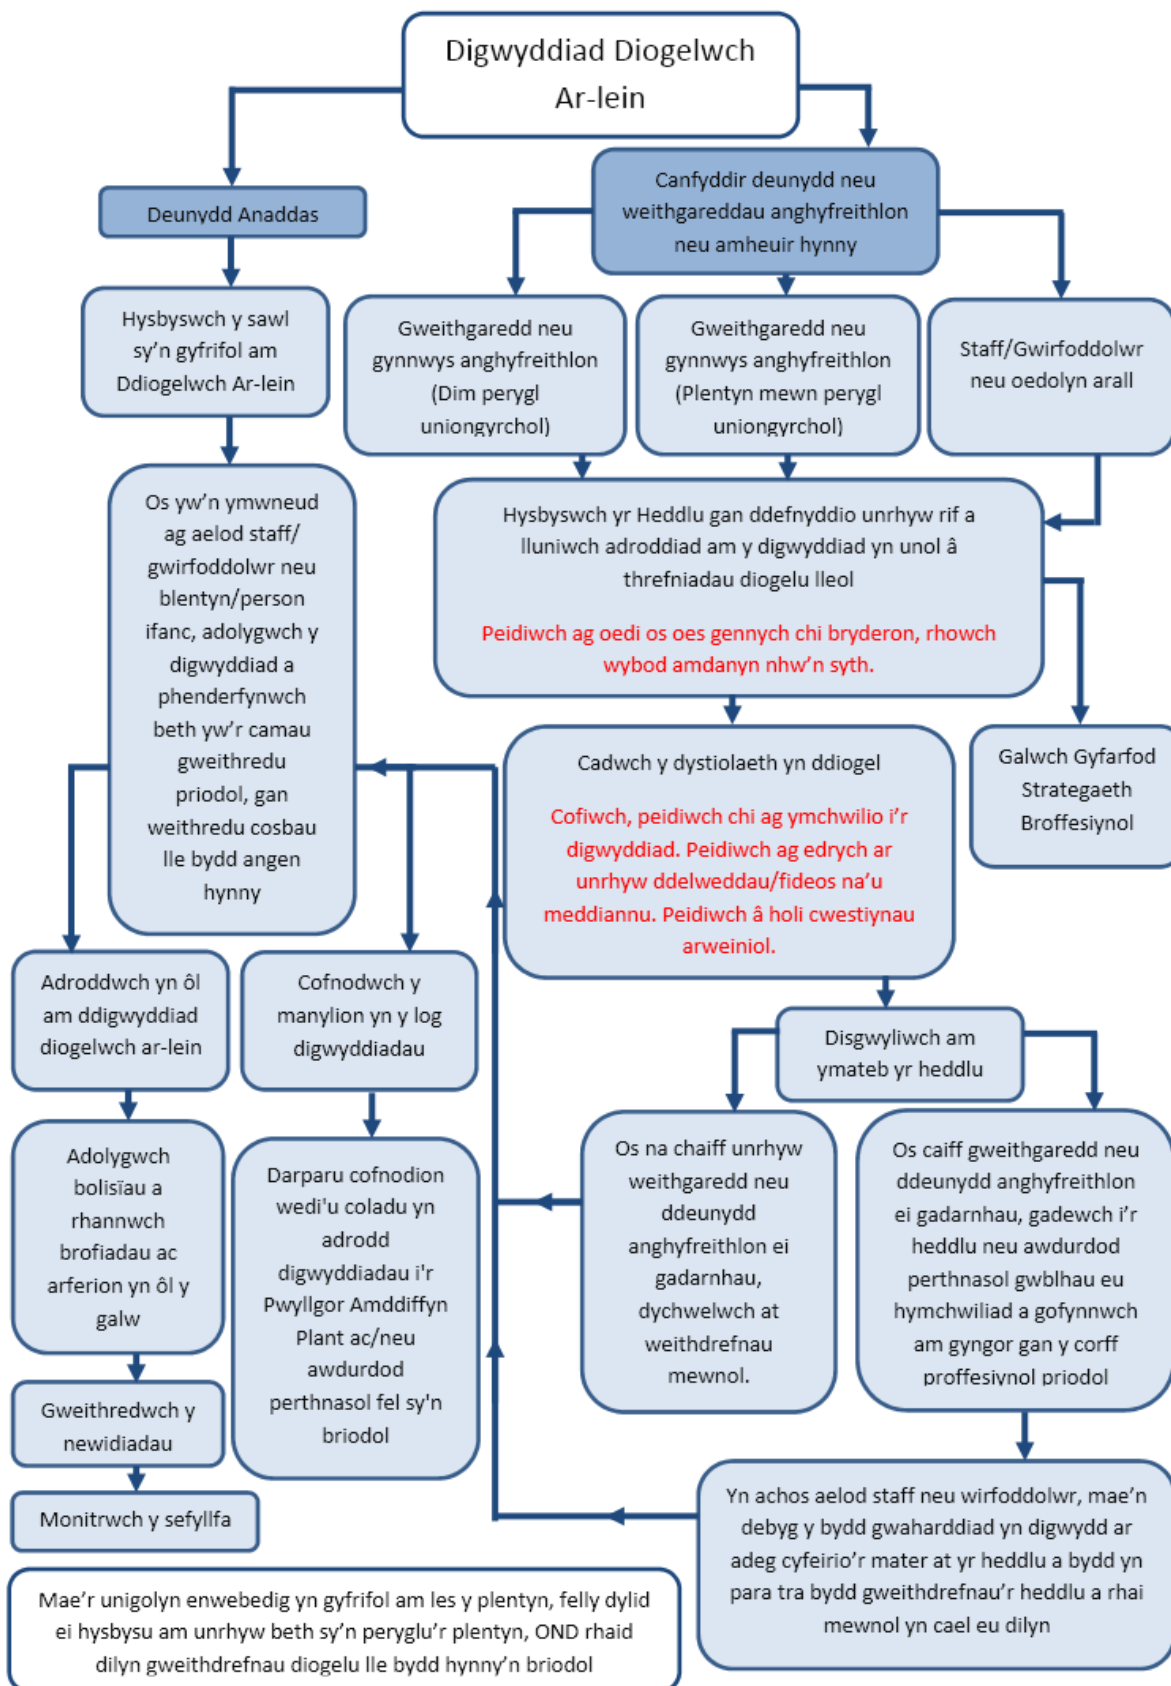 Digwyddiad Diogelwch
Ar-lein
Deunydd Anaddas
Canfyddir deunydd neu
weithgareddau anghyfreithlon
neu amheuir hynny
Hysbyswch y sawl
sy'n gyfrifol am
Ddiogelwch Ar-lein
Gweithgaredd neu
gynnwys anghyfreithlon
(Dim perygl
uniongyrchol)
Gweithgaredd neu
gynnwys anghyfreithlon
(Plentyn mewn perygl
uniongyrchol)
Staff/Gwirfoddolwr
neu oedolyn arall
Os yw'n ymwneud
ag aelod staff/
gwirfoddolwr neu
blentyn/person
ifanc, adolygwch y
digwyddiad a
phenderfynwch
beth yw'r camau
gweithredu
priodol, gan
weithredu cosbau
lle bydd angen
hynny
Hysbyswch yr Heddlu gan ddefnyddio unrhyw rif a
lluniwch adroddiad am y digwyddiad yn unol â
threfniadau diogelu lleol
Peidiwch ag oedi os oes gennych chi bryderon, rhowch
wybod amdanyn nhw'n syth.
Cadwch y dystiolaeth yn ddiogel
Cofiwch, peidiwch chi ag ymchwilio i'r
digwyddiad. Peidiwch ag edrych ar
unrhyw ddelweddau/fideos na'u
meddiannu. Peidiwch â holi cwestiynau
arweiniol.
Galwch Gyfarfod
Strategaeth
Broffesiynol
Adroddwch yn ôl
am ddigwyddiad
diogelwch ar-lein
Cofnodwch y
manylion yn y log
digwyddiadau
Disgwyliwch am
ymateb yr heddlu
Adolygwch
bolisïau a
rhannwch
brofiadau ac
arferion yn ôl y
galw
Darparu cofnodion
wedi'u coladu yn
adrodd
digwyddiadau i'r
Pwyllgor Amddiffyn
Plant ac/neu
awdurdod
perthnasol fel sy'n
briodol
Os na chaiff unrhyw
weithgaredd neu
ddeunydd
anghyfreithlon ei
gadarnhau,
dychwelwch at
weithdrefnau
mewnol.
Os caiff gweithgaredd neu
ddeunydd anghyfreithlon
ei gadarnhau, gadewch i'r
heddlu neu awdurdod
perthnasol gwblhau eu
hymchwiliad a gofynnwch
am gyngor gan y corff
proffesiynol priodol
Gweithredwch y
newidiadau
Monitrwch y sefyllfa
Yn achos aelod staff neu wirfoddolwr, mae'n
debyg y bydd gwaharddiad yn digwydd ar
adeg cyfeirio'r mater at yr heddlu a bydd yn
para tra bydd gweithdrefnau'r heddlu a rhai
mewnol yn cael eu dilyn
Mae'r unigolyn enwebedig yn gyfrifol am les y plentyn, felly dylid
ei hysbysu am unrhyw beth sy'n peryglu'r plentyn, OND rhaid
dilyn gweithdrefnau diogelu lle bydd hynny'n briodol